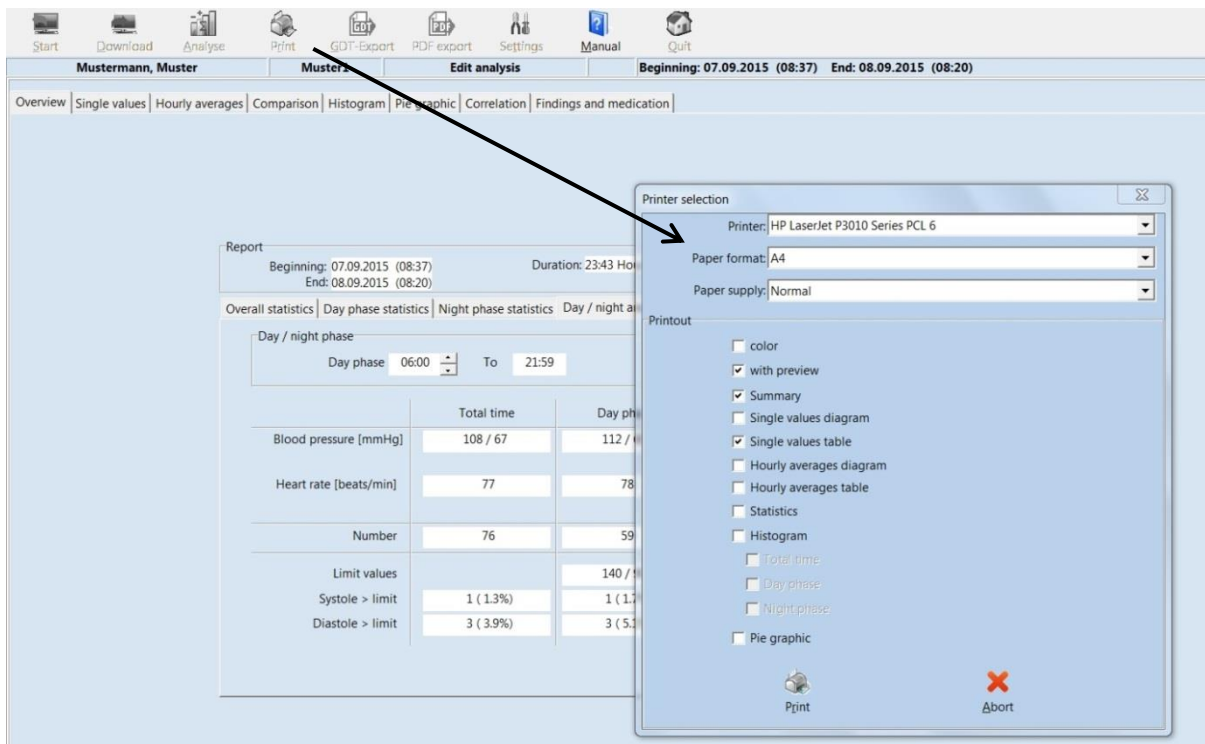 Start Download Analyse Print GDT-Export PDF export Settings Manual Quit
Mustermann, Muster Muster1 Edit analysis Beginning: 07.09.2015 (08:37) End: 08.09.2015 (08:20)
Overview Single values Hourly averages Comparison Histogram Pie graphic Correlation Findings and medication
Report
Beginning: 07.09.2015 (08:37) Duration: 23:43
End: 08.09.2015 (08:20)
Overall statistics Day phase statistics Night phase statistics Day / night
Day / night phase
Day phase 06:00 To 21:59
Total time Day
Blood pressure [mmHg] 108 / 67 112 /
Heart rate [beats/min] 77 78
Number 76 59
Limit values 140 /
Systole > limit 1 ( 1.3%) 1 (
Diastole > limit 3 ( 3.9%) 3 (
Printer selection
Printer: HP LaserJet P3010 Series PCL 6
Paper format: A4
Paper supply: Normal
Printout
color
with preview
Summary
Single values diagram
Single values table
Hourly averages diagram
Hourly averages table
Statistics
Histogram
Total time
Day phase
Night phase
Pie graphic
Print Abort